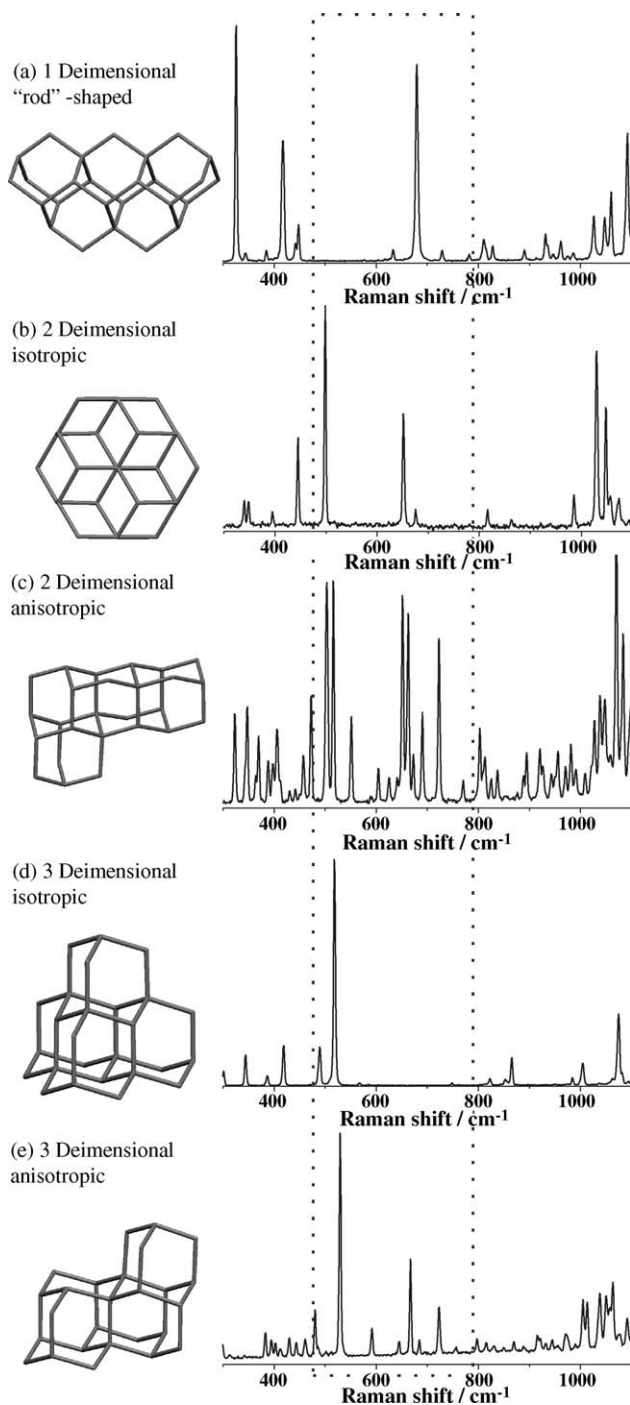 (a) 1 Deimensional
“rod” -shaped
400 600 800 1000
Raman shift / cm-1
(b) 2 Deimensional
isotropic
400 600 800 1000
Raman shift / cm-1
(c) 2 Deimensional
anisotropic
400 600 800 1000
Raman shift / cm-1
(d) 3 Deimensional
isotropic
400 600 800 1000
Raman shift / cm-1
(e) 3 Deimensional
anisotropic
400 600 800 1000
Raman shift / cm-1